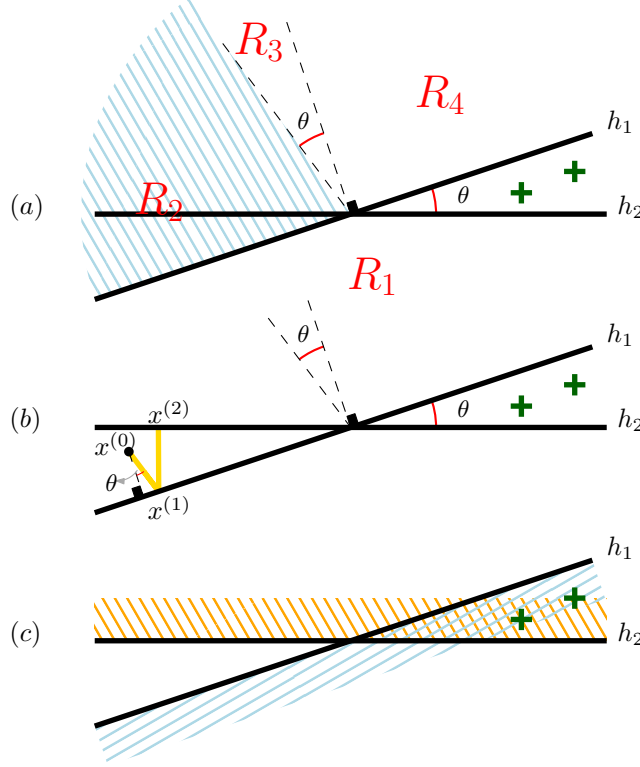 R₃
R₄
θ
h₁
(a)
R₂
θ
h₂
R₁
θ
h₁
(b)
x⁽²⁾
θ
h₂
x⁽⁰⁾
θ
x⁽¹⁾
h₁
(c)
h₂